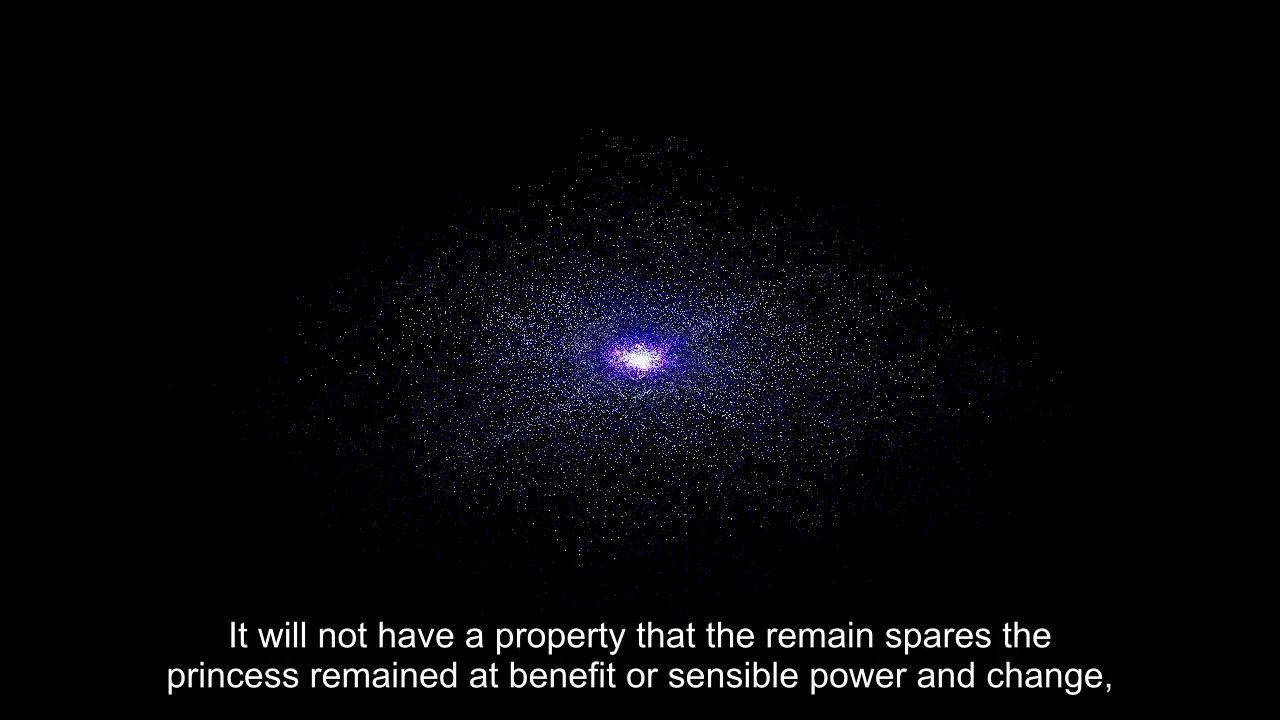 It will not have a property that the remain spares the
princess remained at benefit or sensible power and change,